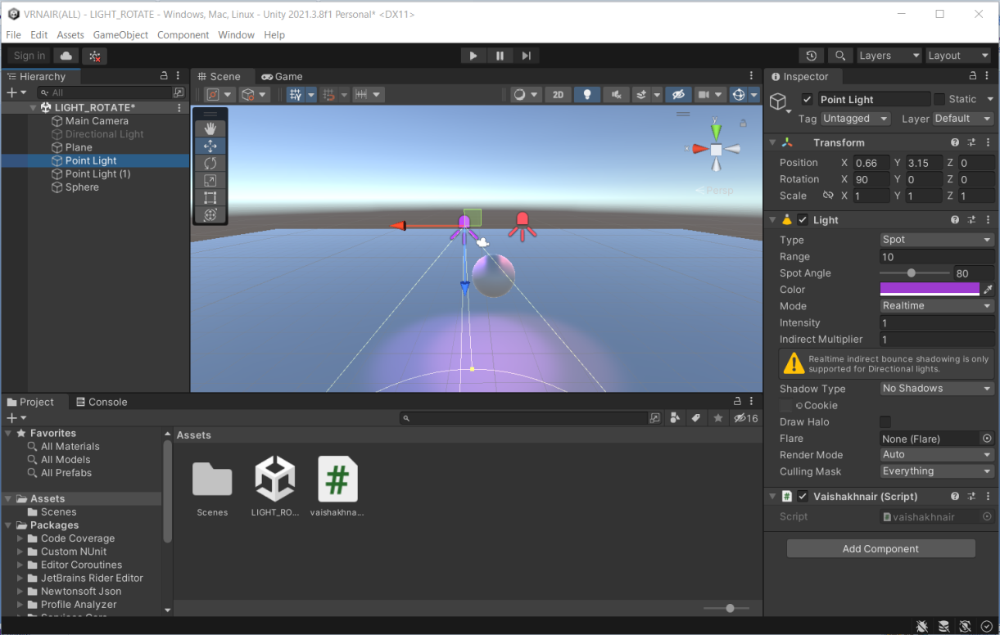 VRNAIR(ALL) - LIGHT_ROTATE - Windows, Mac, Linux - Unity 2021.3.8f1 Personal* <DX11>
File Edit Assets GameObject Component Window Help
Sign in Layers Layout
Hierarchy
All
LIGHT_ROTATE*
Main Camera
Directional Light
Plane
Point Light
Point Light (1)
Sphere
Scene Game
2D
y
x
Persp
Inspector
Point Light Static
Tag Untagged Layer Default
Transform
Position X 0.66 Y 3.15 Z 0
Rotation X 90 Y 0 Z 0
Scale X 1 Y 1 Z 1
Light
Type Spot
Range 10
Spot Angle 80
Color
Mode Realtime
Intensity 1
Indirect Multiplier 1
Realtime indirect bounce shadowing is only
supported for Directional lights.
Shadow Type No Shadows
Cookie
Draw Halo
Flare None (Flare)
Render Mode Auto
Culling Mask Everything
# Vaishakhnair (Script)
Script vaishakhnair
Add Component
Project Console
16
Favorites
All Materials
All Models
All Prefabs
Assets
Scenes
Packages
Code Coverage
Custom NUnit
Editor Coroutines
JetBrains Rider Editor
Newtonsoft Json
Profile Analyzer
Assets
#
Scenes LIGHT_RO... vaishakhna...